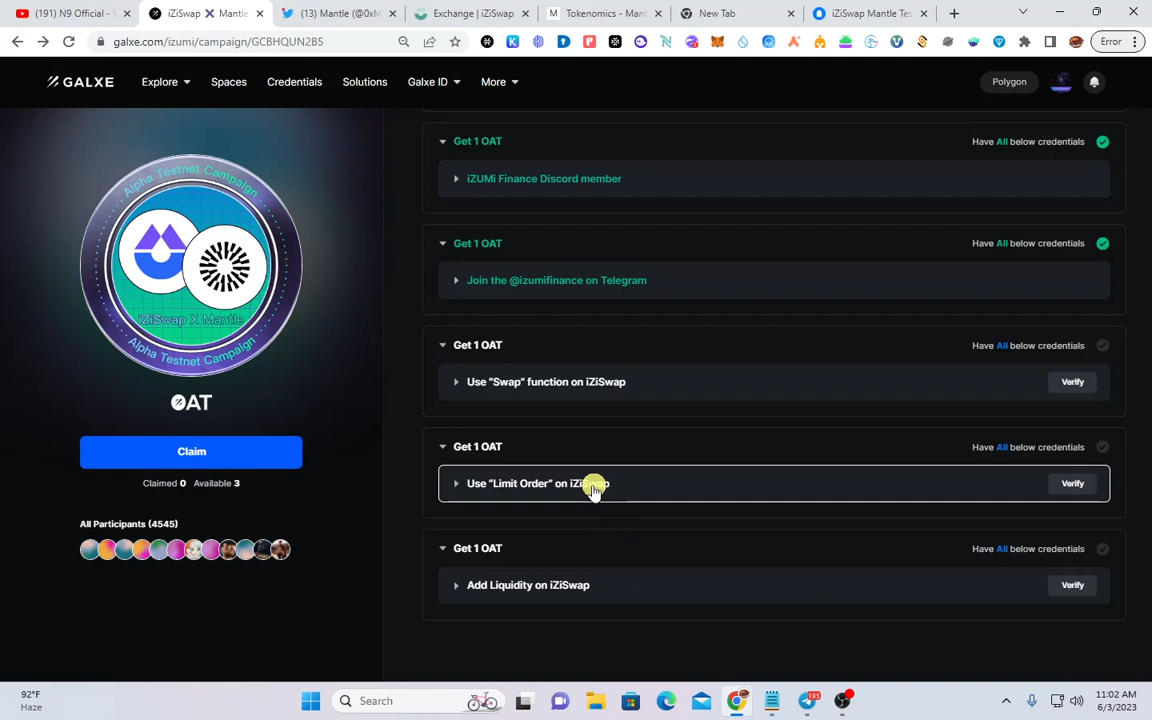 (191) N9 Official - Y
iZiSwap X Mantle
(13) Mantle (@0xM
Exchange | iZiSwap
Tokenomics - Mant
New Tab
iZiSwap Mantle Tes
galxe.com/izumi/campaign/GCBHQUN2B5
Error
GALXE
Explore
Spaces
Credentials
Solutions
Galxe ID
More
Polygon
Get 1 OAT
Have All below credentials
iZUMi Finance Discord member
Get 1 OAT
Have All below credentials
Join the @izumifinance on Telegram
Get 1 OAT
Have All below credentials
Use “Swap” function on iZiSwap
Verify
Get 1 OAT
Have All below credentials
Use “Limit Order” on iZiSwap
Verify
Get 1 OAT
Have All below credentials
Add Liquidity on iZiSwap
Verify
Alpha Testnet Campaign
iZiSwap X Mantle
Alpha Testnet Campaign
OAT
Claim
Claimed 0 Available 3
All Participants (4545)
92°F
Haze
Search
195
11:02 AM
6/3/2023